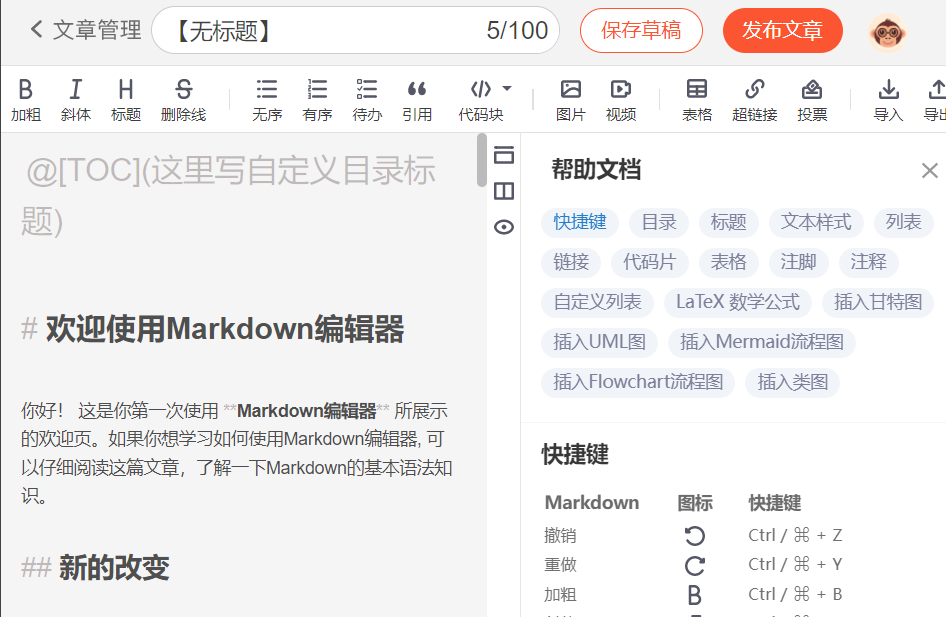 文章管理 【无标题】 5/100 保存草稿 发布文章
B I H S
加粗 斜体 标题 删除线 无序 有序 待办 引用 代码块 图片 视频 表格 超链接 投票 导入 导出
@[TOC](这里写自定义目录标
题)
# 欢迎使用Markdown编辑器
你好！ 这是你第一次使用 **Markdown编辑器** 所展示
的欢迎页。如果你想学习如何使用Markdown编辑器, 可
以仔细阅读这篇文章，了解一下Markdown的基本语法知
识。
## 新的改变
帮助文档
快捷键 目录 标题 文本样式 列表
链接 代码片 表格 注脚 注释
自定义列表 LaTeX 数学公式 插入甘特图
插入UML图 插入Mermaid流程图
插入Flowchart流程图 插入类图
快捷键
Markdown 图标 快捷键
撤销 Ctrl / ⌘ + Z
重做 Ctrl / ⌘ + Y
加粗 B Ctrl / ⌘ + B